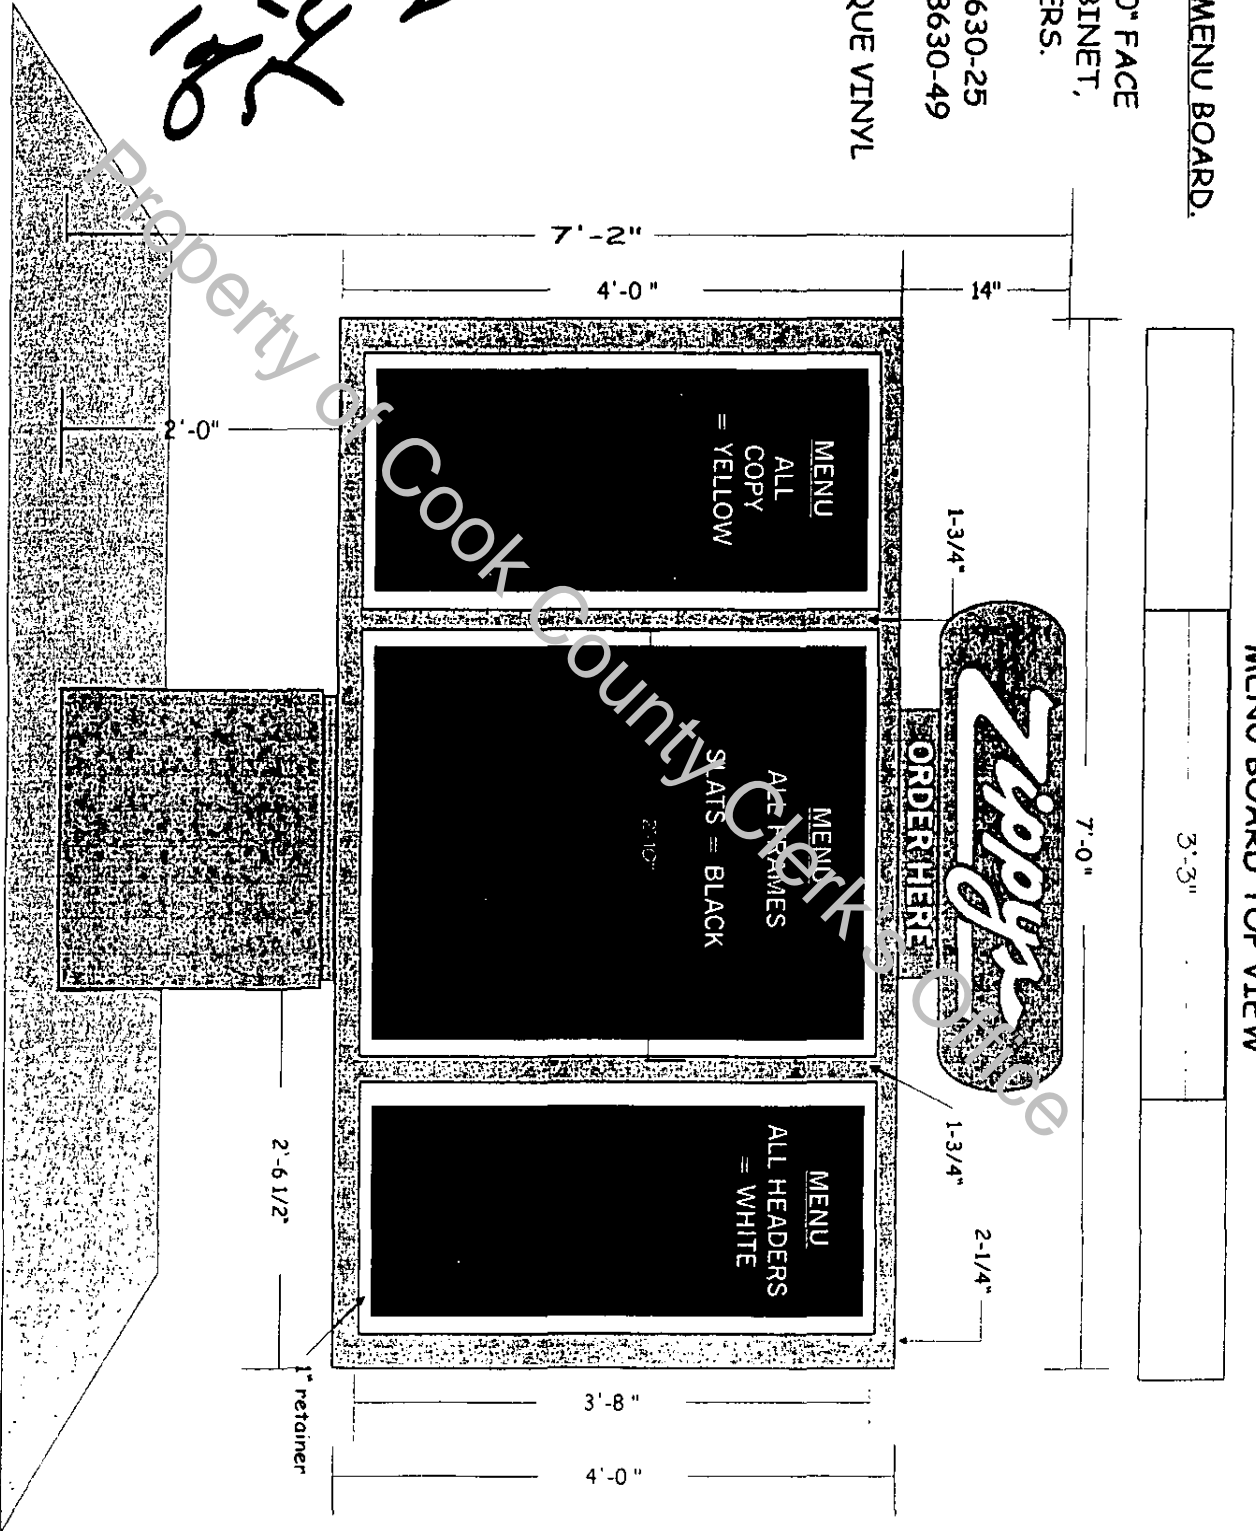 MENU BOARD.
0" FACE
BINET,
ERS.
630-25
3630-49
QUE VINYL
MENU BOARD TOP VIEW
3'-3"
7'-0"
7'-2"
14"
4'-0"
2'-0"
1-3/4"
1-3/4"
2-1/4"
Zippys
ORDER HERE
MENU
ALL
COPY
= YELLOW
MENU
ALL FRAMES
SLATS = BLACK
2'10"
MENU
ALL HEADERS
= WHITE
2'-6 1/2"
1" retainer
3'-8"
4'-0"
Property of Cook County Clerk's Office